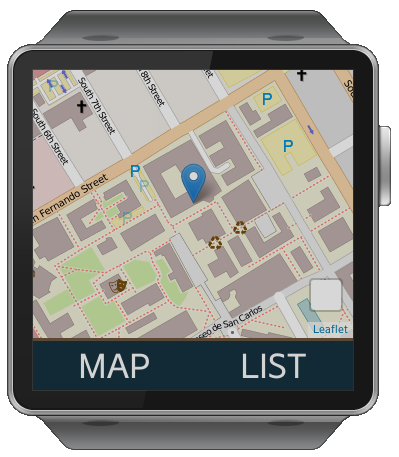 South 6th Street
South 7th Street
8th Street
P
P
n Fernando Street
P
P
P
seo de San Carlos
Leaflet
MAP LIST